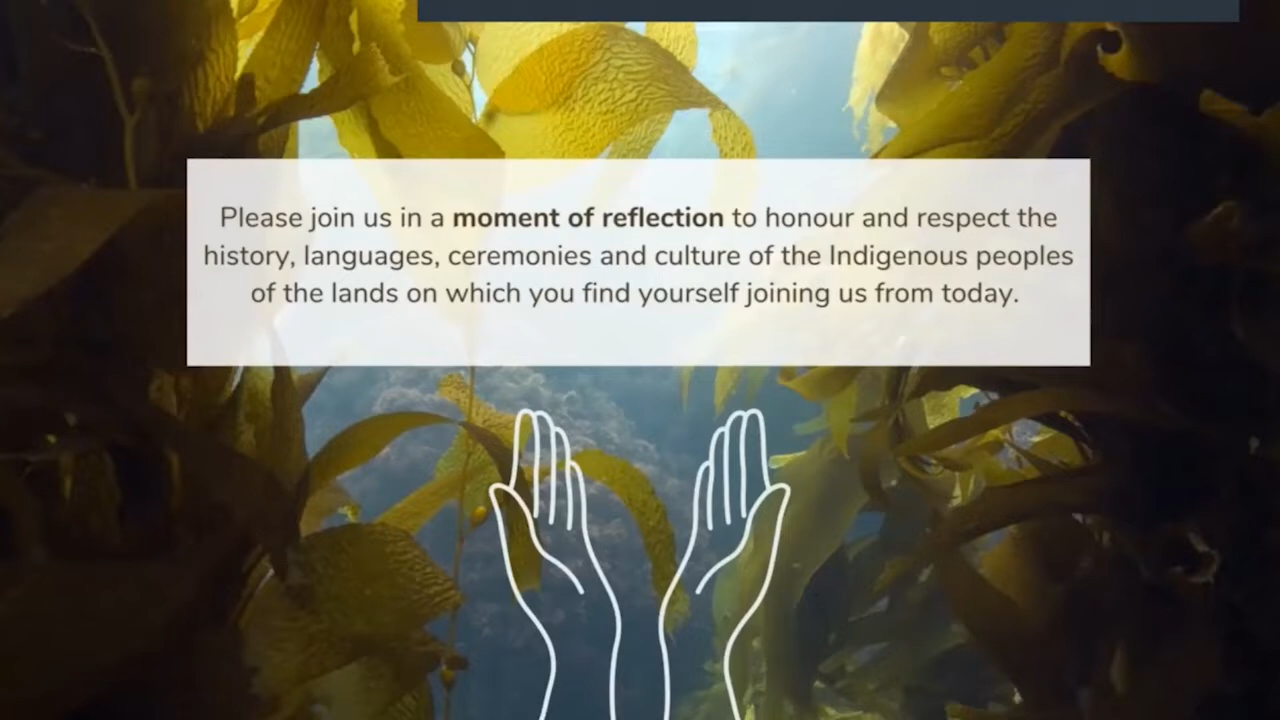 Please join us in a moment of reflection to honour and respect the
history, languages, ceremonies and culture of the Indigenous peoples
of the lands on which you find yourself joining us from today.